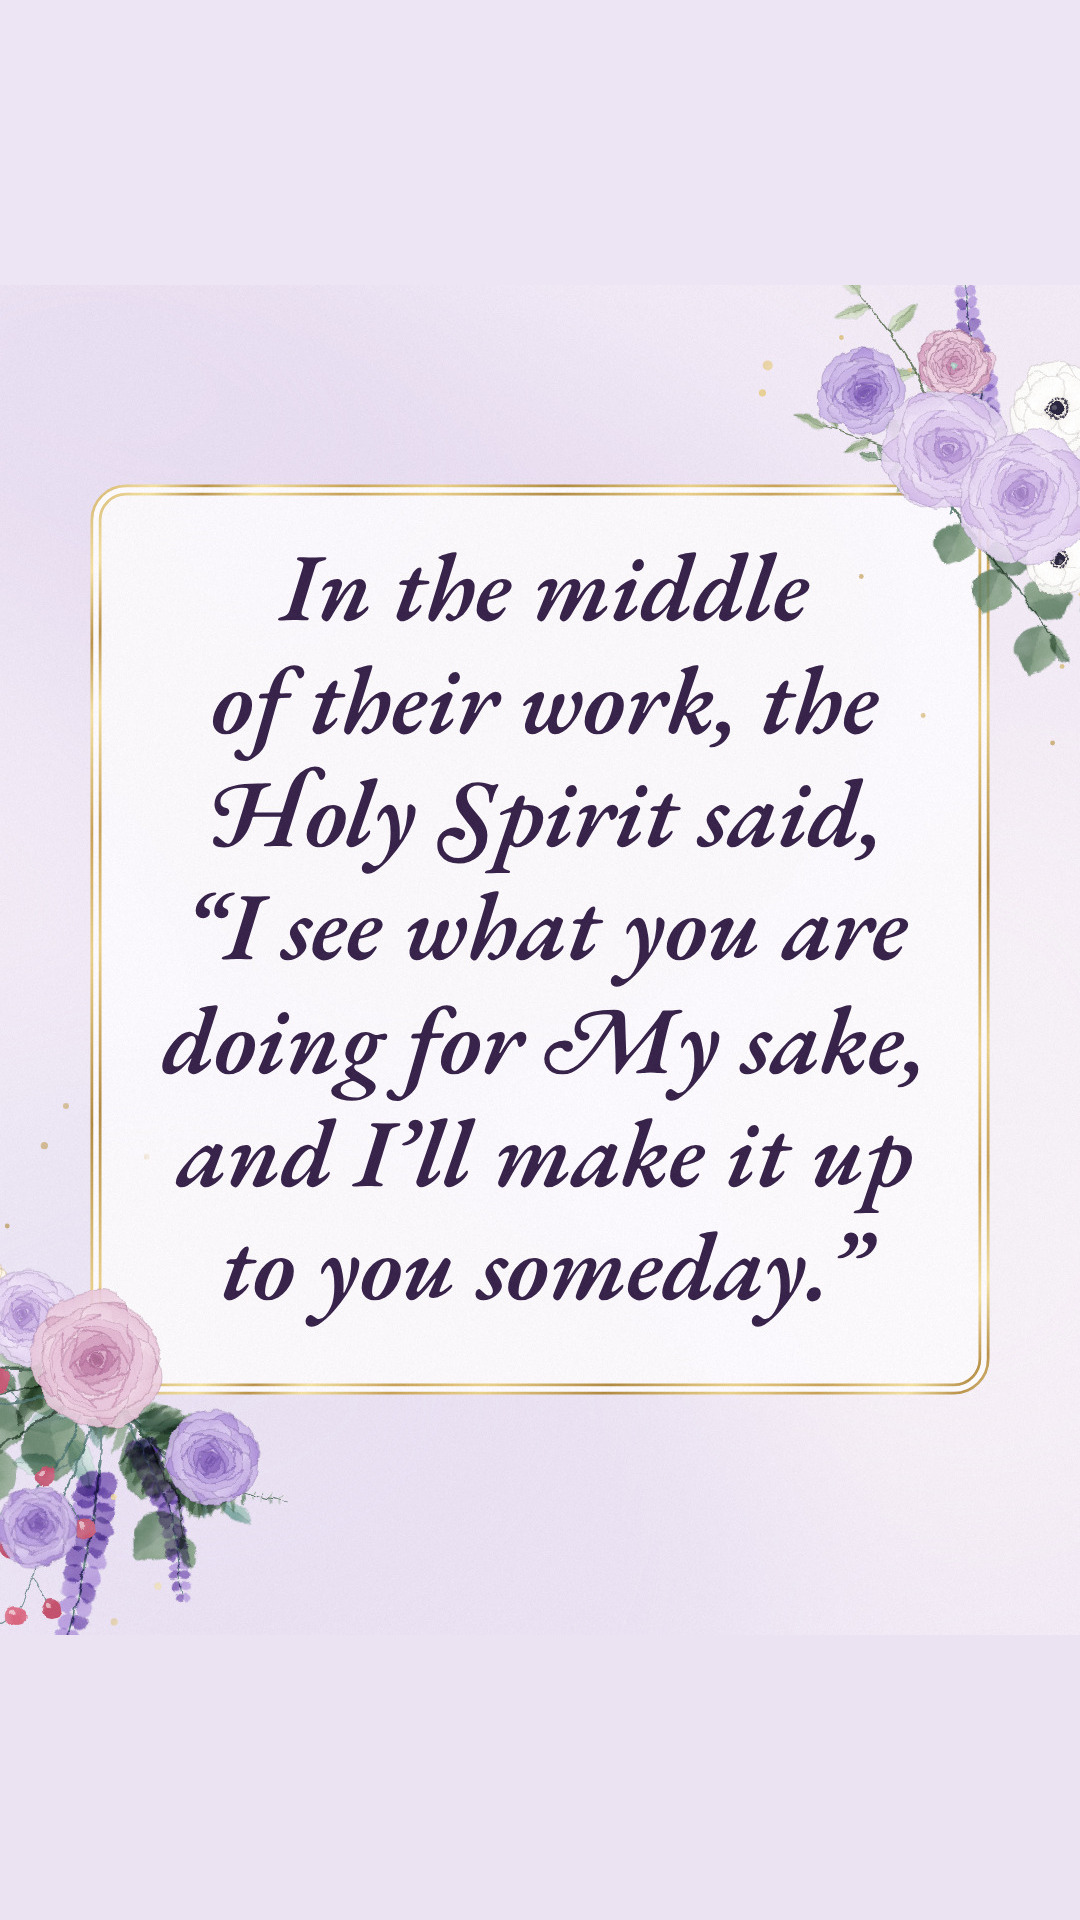 In the middle
of their work, the
Holy Spirit said,
“I see what you are
doing for My sake,
and I’ll make it up
to you someday.”